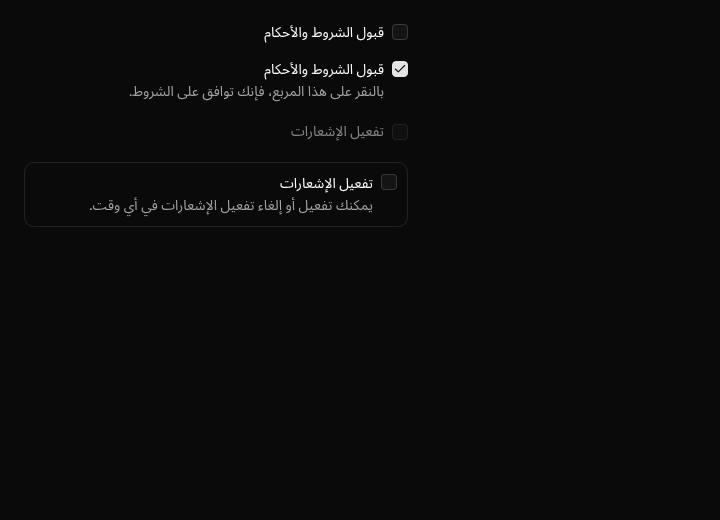 قبول الشروط والأحكام
قبول الشروط والأحكام
بالنقر على هذا المربع، فإنك توافق على الشروط.
تفعيل الإشعارات
تفعيل الإشعارات
يمكنك تفعيل أو إلغاء تفعيل الإشعارات في أي وقت.